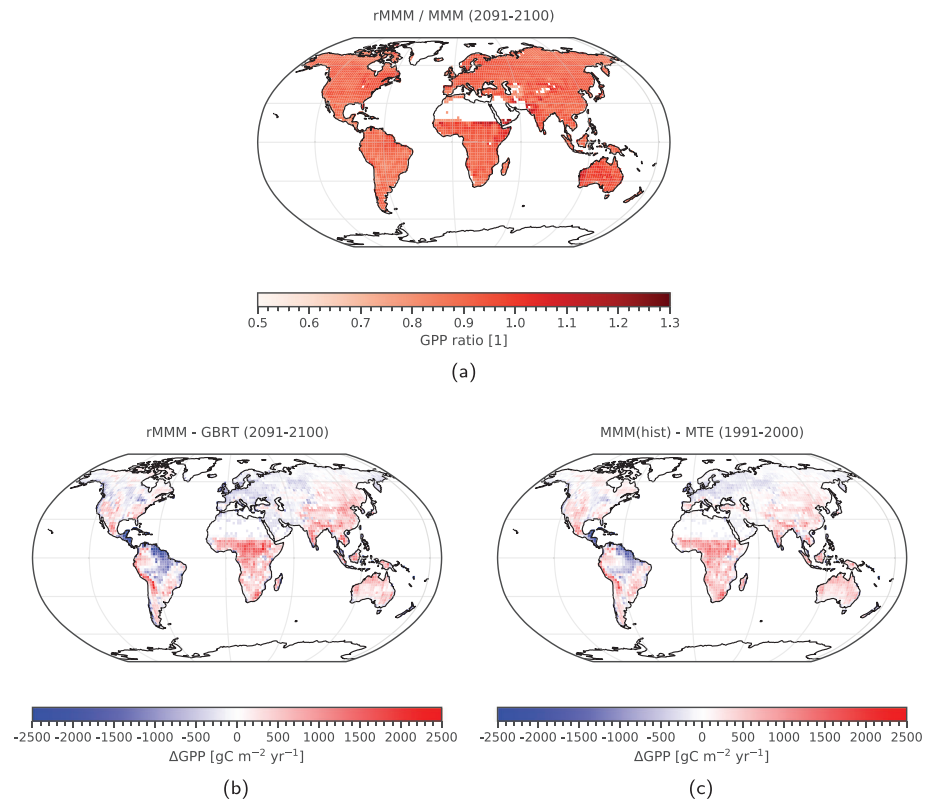 rMMM / MMM (2091-2100)
0.5 0.6 0.7 0.8 0.9 1.0 1.1 1.2 1.3
GPP ratio [1]
(a)
rMMM - GBRT (2091-2100)
MMM(hist) - MTE (1991-2000)
-2500 -2000 -1500 -1000 -500 0 500 1000 1500 2000 2500
-2500 -2000 -1500 -1000 -500 0 500 1000 1500 2000 2500
ΔGPP [gC m⁻² yr⁻¹]
ΔGPP [gC m⁻² yr⁻¹]
(b)
(c)